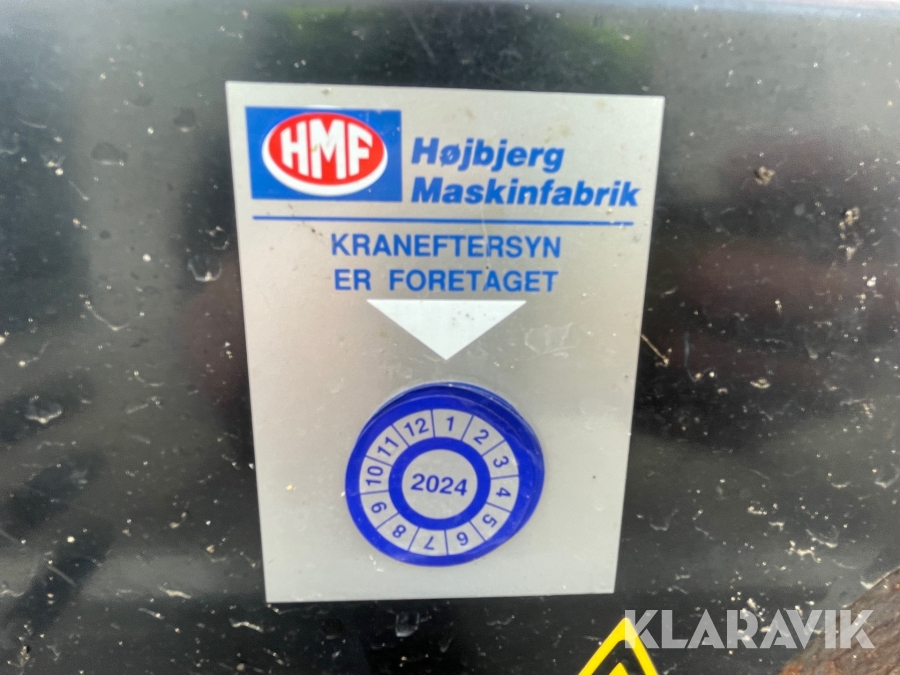 HMF
Højbjerg
Maskinfabrik
KRANEFTERSYN
ER FORETAGET
1 2 3 4 5 6 7 8 9 10 11 12
2024
KLARAVIK